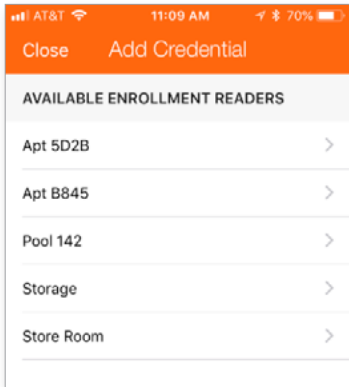 AT&T 11:09 AM 70%
Close Add Credential
AVAILABLE ENROLLMENT READERS
Apt 5D2B
Apt B845
Pool 142
Storage
Store Room